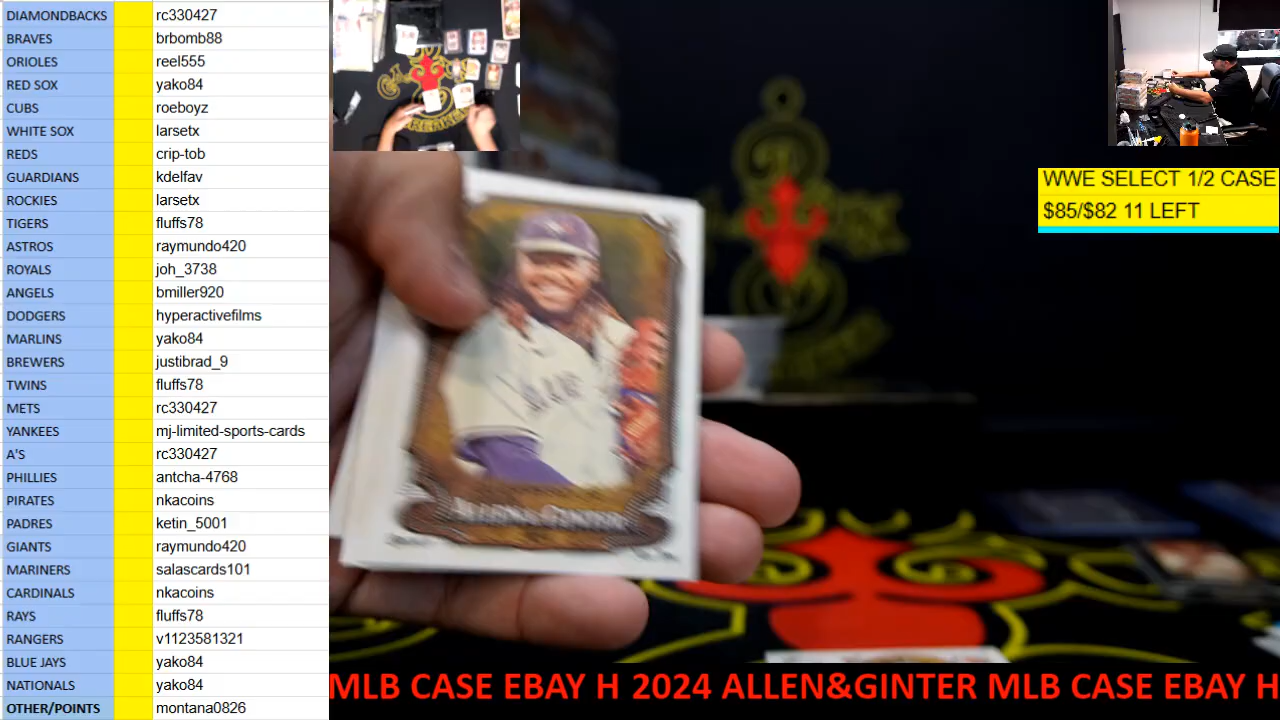 DIAMONDBACKS rc330427
BRAVES brbomb88
ORIOLES reel555
RED SOX yako84
CUBS roeboyz
WHITE SOX larsetx
REDS crip-tob
GUARDIANS kdelfav
ROCKIES larsetx
TIGERS fluffs78
ASTROS raymundo420
ROYALS joh_3738
ANGELS bmiller920
DODGERS hyperactivefilms
MARLINS yako84
BREWERS justibrad_9
TWINS fluffs78
METS rc330427
YANKEES mj-limited-sports-cards
A'S rc330427
PHILLIES antcha-4768
PIRATES nkacoins
PADRES ketin_5001
GIANTS raymundo420
MARINERS salascards101
CARDINALS nkacoins
RAYS fluffs78
RANGERS v1123581321
BLUE JAYS yako84
NATIONALS yako84
OTHER/POINTS montana0826
WWE SELECT 1/2 CASE
$85/$82 11 LEFT
ALLEN & GINTER
MLB CASE EBAY H 2024 ALLEN&GINTER MLB CASE EBAY H